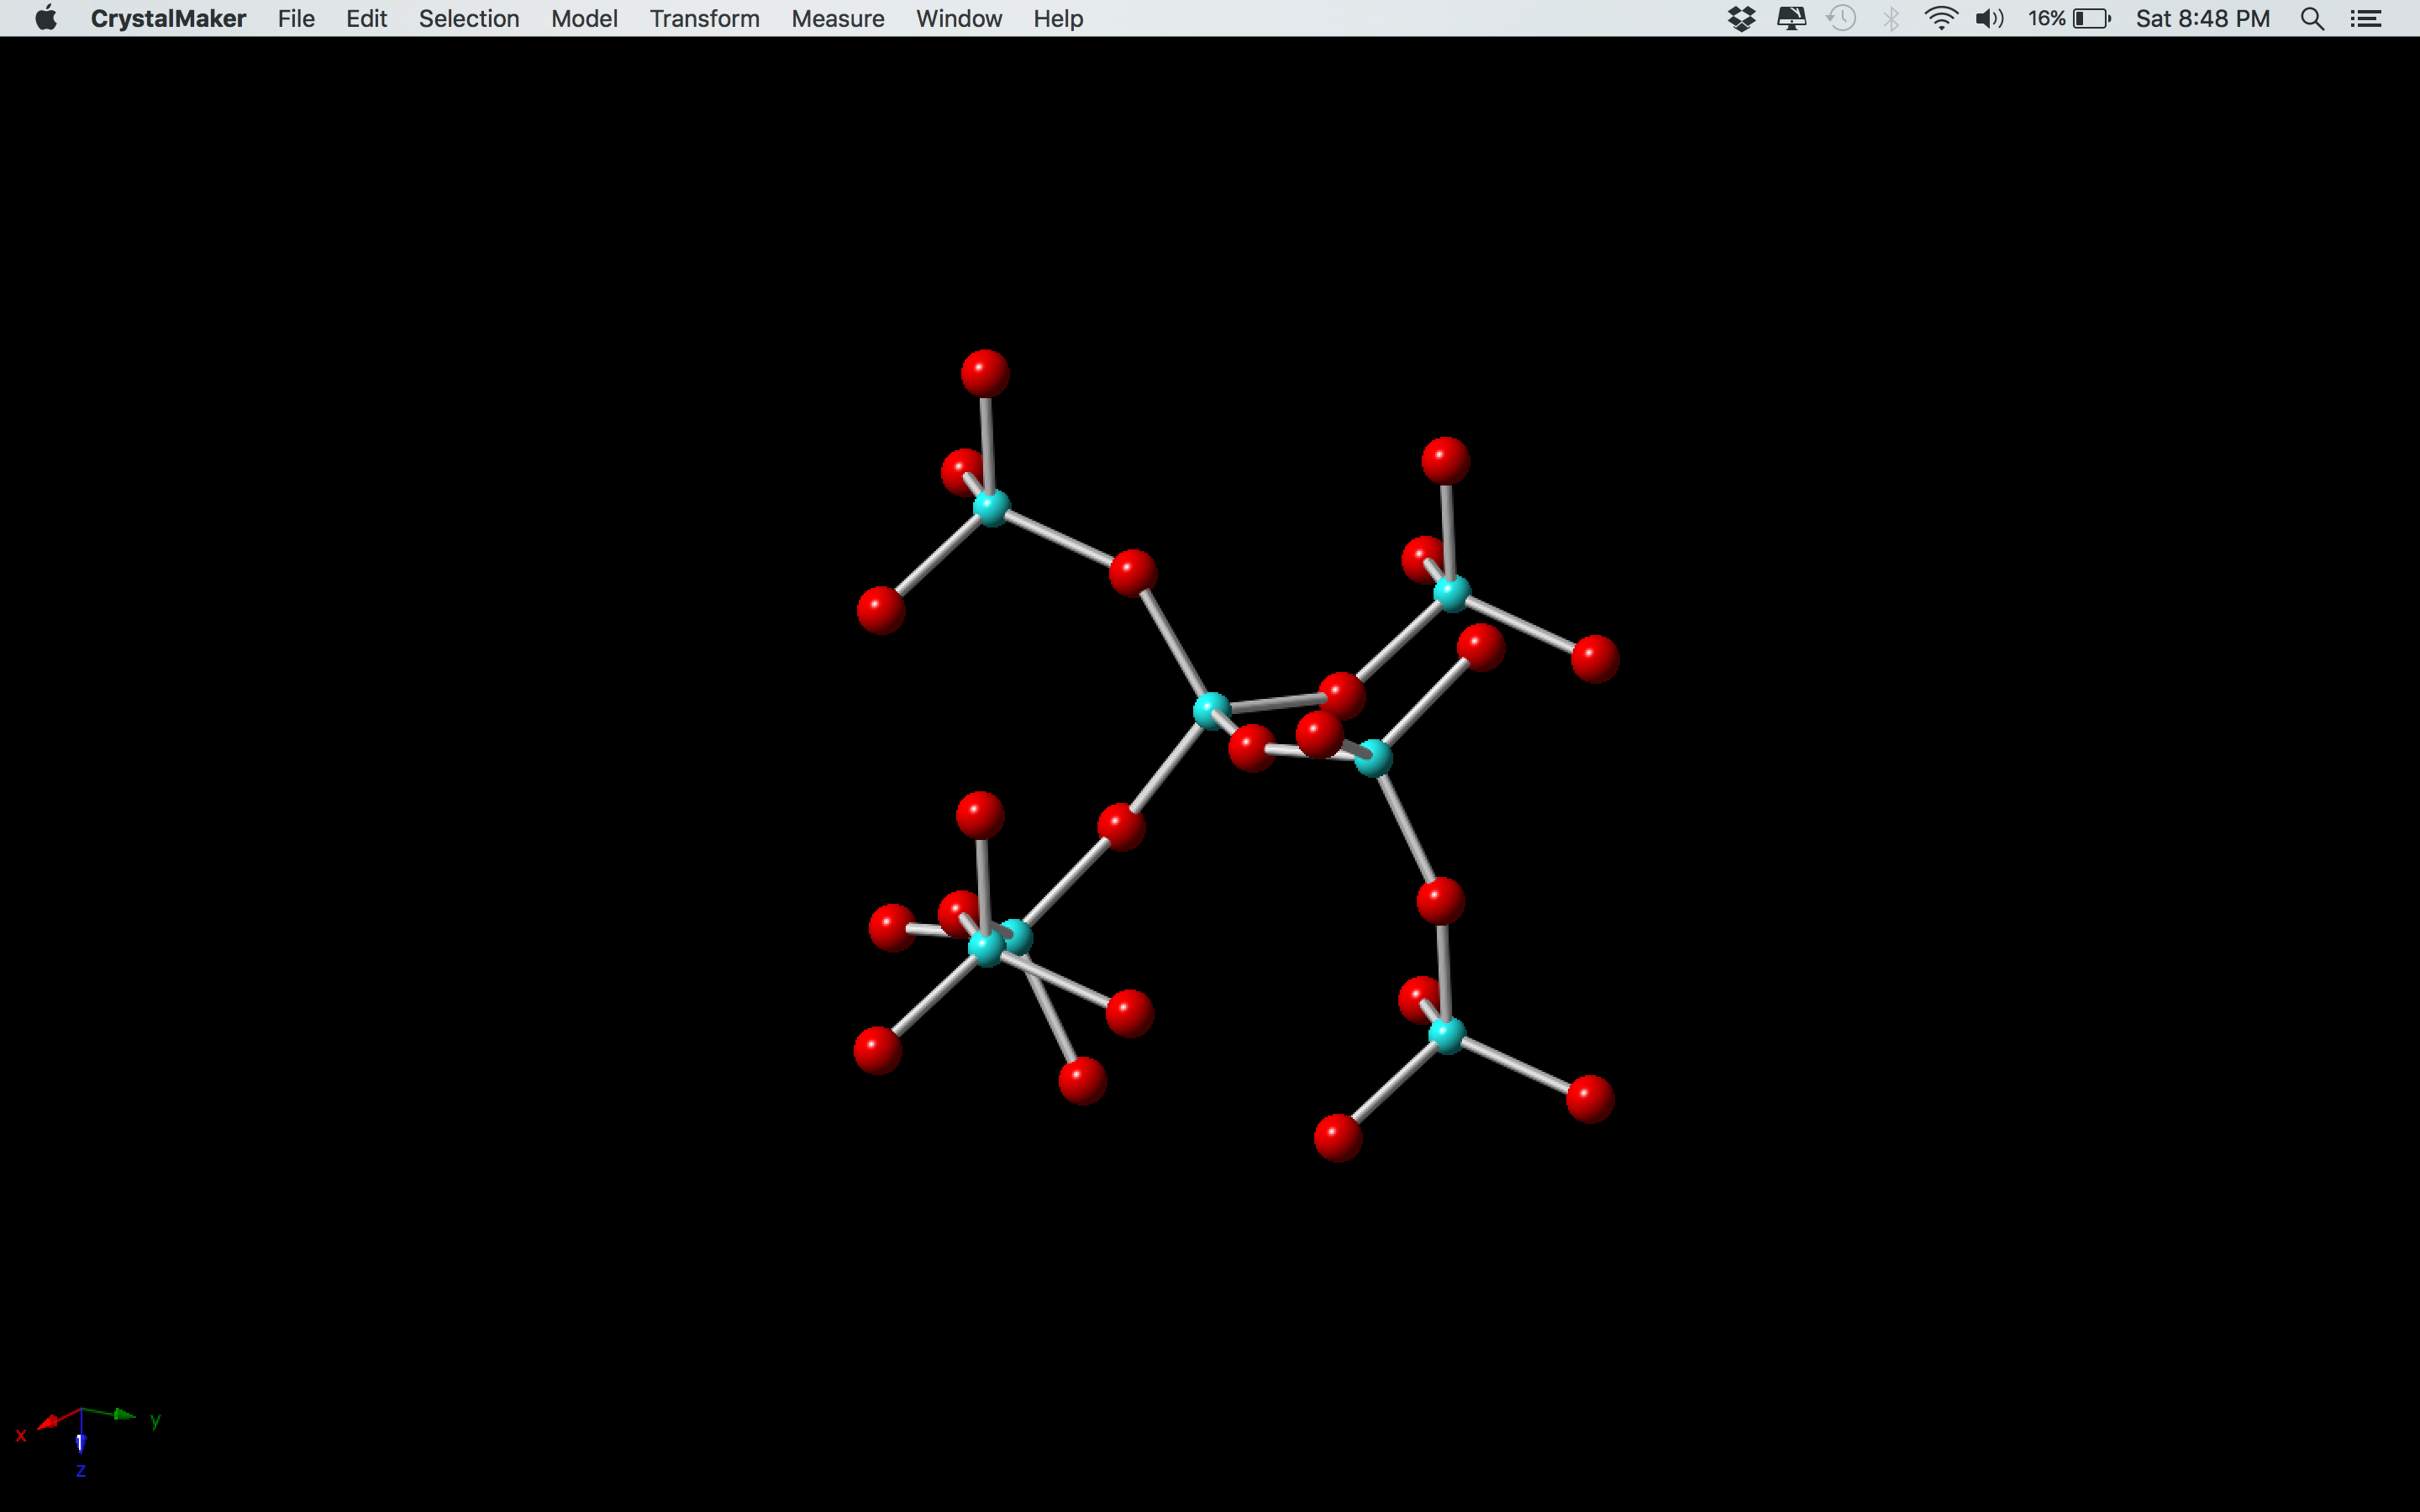 CrystalMaker File Edit Selection Model Transform Measure Window Help 16% Sat 8:48 PM
x y
z